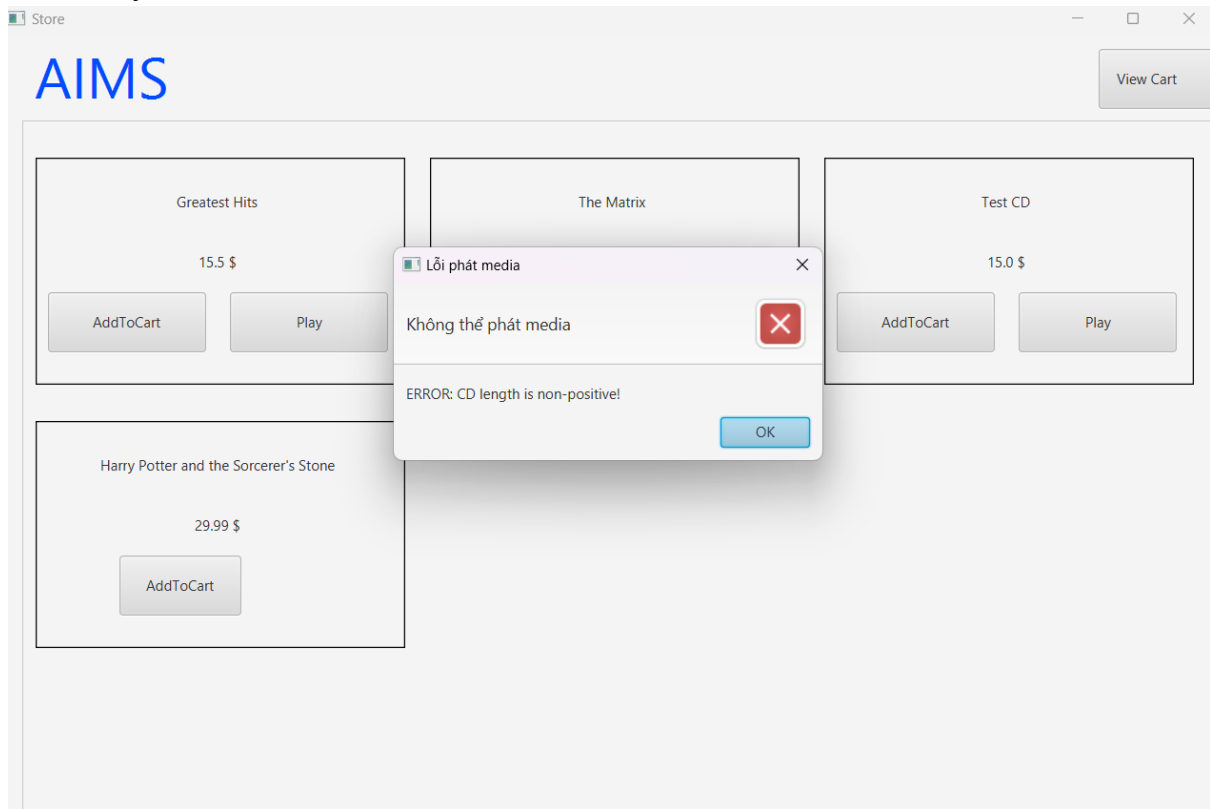 Store
AIMS
View Cart
Greatest Hits
15.5 $
AddToCart
Play
The Matrix
Test CD
15.0 $
AddToCart
Play
Lỗi phát media
Không thể phát media
ERROR: CD length is non-positive!
OK
Harry Potter and the Sorcerer's Stone
29.99 $
AddToCart